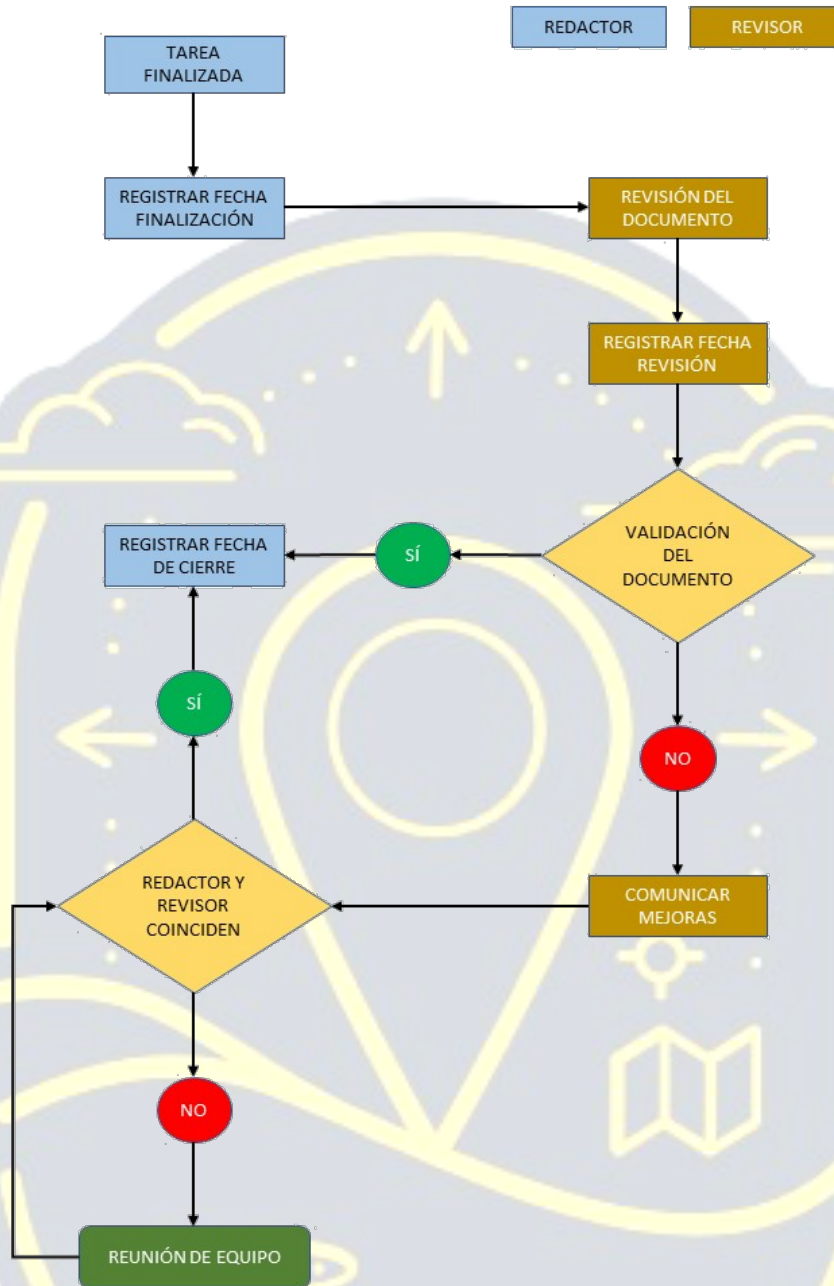 REDACTOR
REVISOR
TAREA
FINALIZADA
REGISTRAR FECHA
FINALIZACIÓN
REVISIÓN DEL
DOCUMENTO
REGISTRAR FECHA
REVISIÓN
VALIDACIÓN
DEL
DOCUMENTO
SÍ
REGISTRAR FECHA
DE CIERRE
SÍ
NO
COMUNICAR
MEJORAS
REDACTOR Y
REVISOR
COINCIDEN
NO
REUNIÓN DE EQUIPO